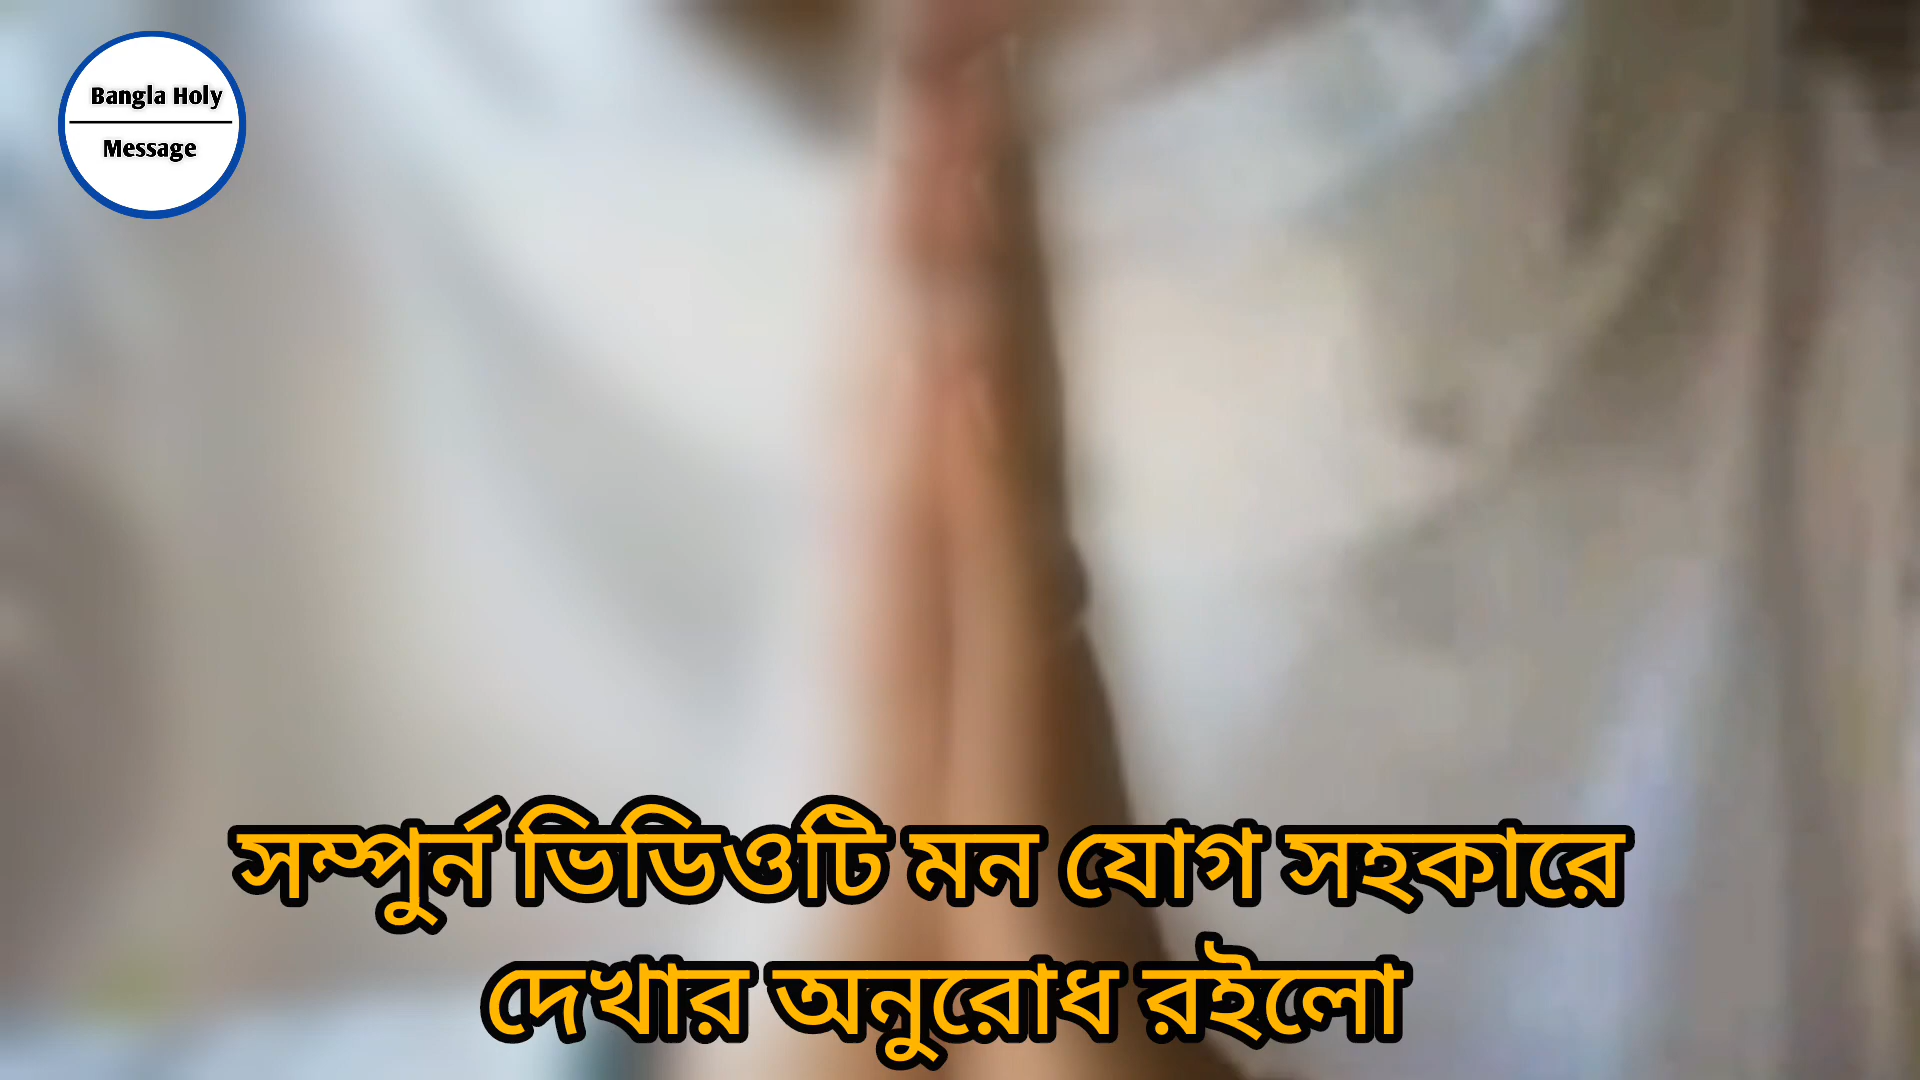 Bangla Holy
Message
সম্পুর্ন ভিডিওটি মন যোগ সহকারে
দেখার অনুরোধ রইলো